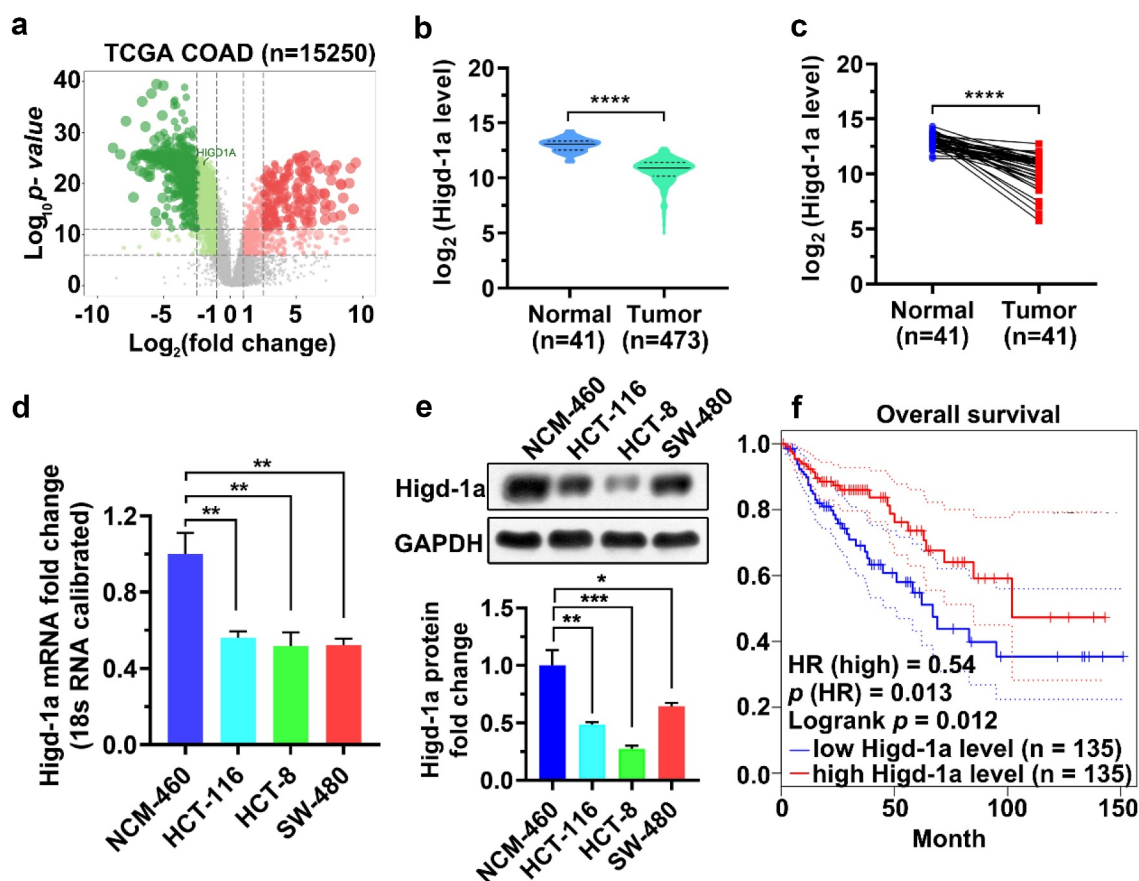 a
TCGA COAD (n=15250)
Log10 p- value
40
30
20
10
0
HIGD1A
-10 -5 -1 0 1 5 10
Log2(fold change)
b
log2 (Higd-1a level)
20
15
10
5
0
****
Normal (n=41)
Tumor (n=473)
c
log2 (Higd-1a level)
20
15
10
5
0
****
Normal (n=41)
Tumor (n=41)
d
Higd-1a mRNA fold change
(18s RNA calibrated)
1.2
0.9
0.6
0.3
0.0
**
**
**
NCM-460
HCT-116
HCT-8
SW-480
e
NCM-460
HCT-116
HCT-8
SW-480
Higd-1a
GAPDH
Higd-1a protein
fold change
1.5
1.0
0.5
0.0
*
***
**
NCM-460
HCT-116
HCT-8
SW-480
f
Overall survival
1.0
0.8
0.6
0.4
0.2
0.0
HR (high) = 0.54
p (HR) = 0.013
Logrank p = 0.012
low Higd-1a level (n = 135)
high Higd-1a level (n = 135)
0 50 100 150
Month